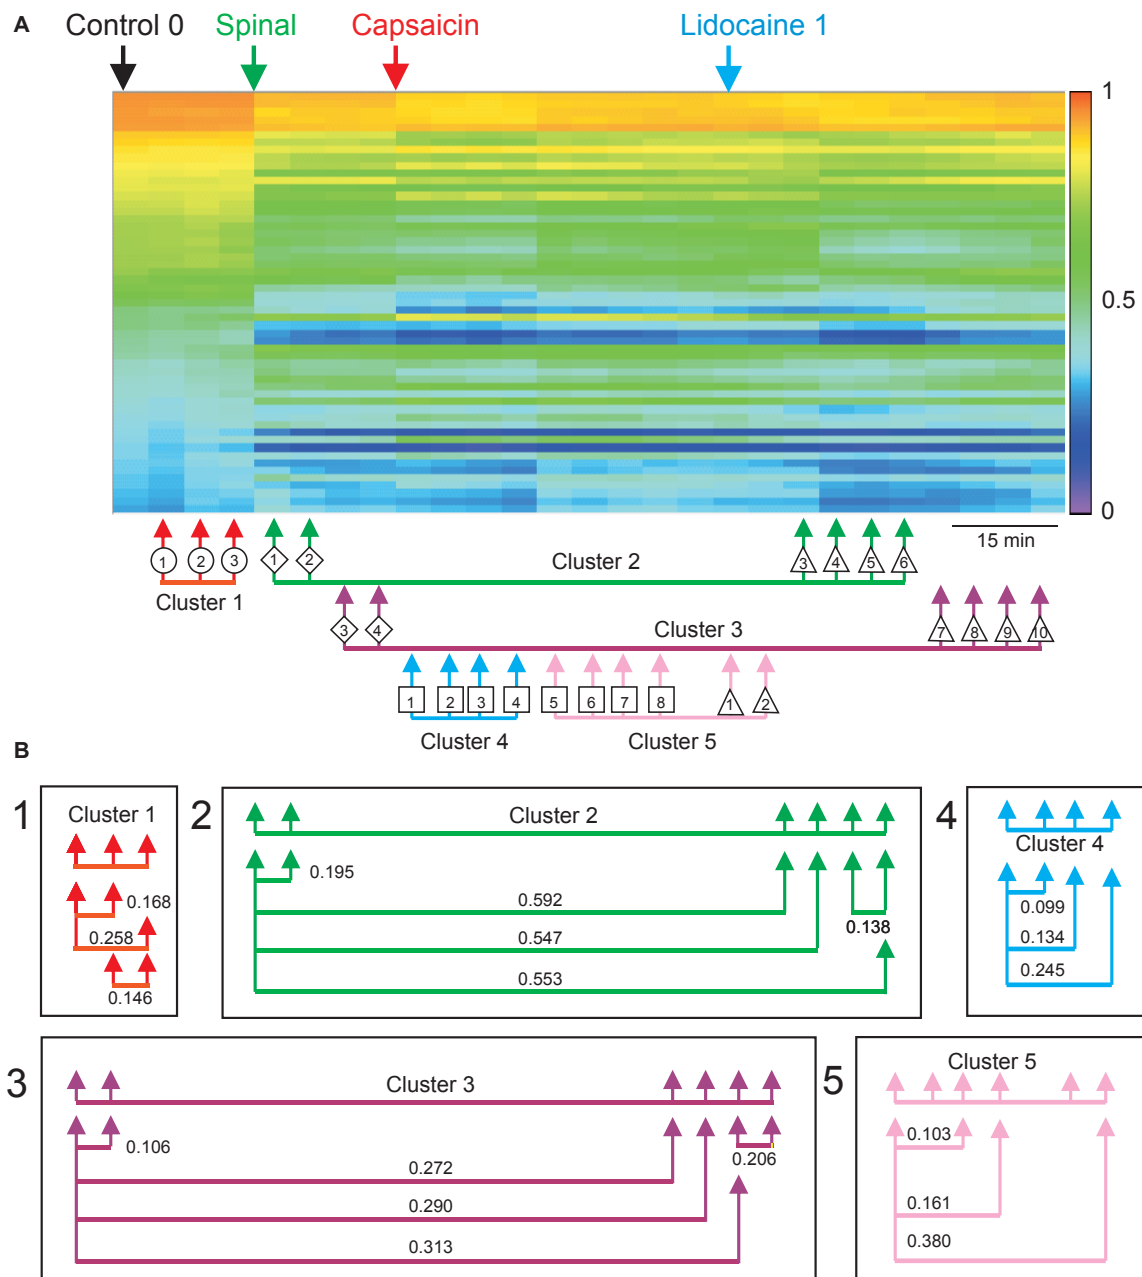 A
Control 0 Spinal Capsaicin Lidocaine 1
1
0.5
0
15 min
1 2 3 1 2 Cluster 2 3 4 5 6
Cluster 1
3 4 Cluster 3 7 8 9 10
1 2 3 4 5 6 7 8 1 2
Cluster 4 Cluster 5
B
1
Cluster 1
0.168
0.258
0.146
2
Cluster 2
0.195
0.592
0.138
0.547
0.553
4
Cluster 4
0.099
0.134
0.245
3
Cluster 3
0.106
0.206
0.272
0.290
0.313
5
Cluster 5
0.103
0.161
0.380